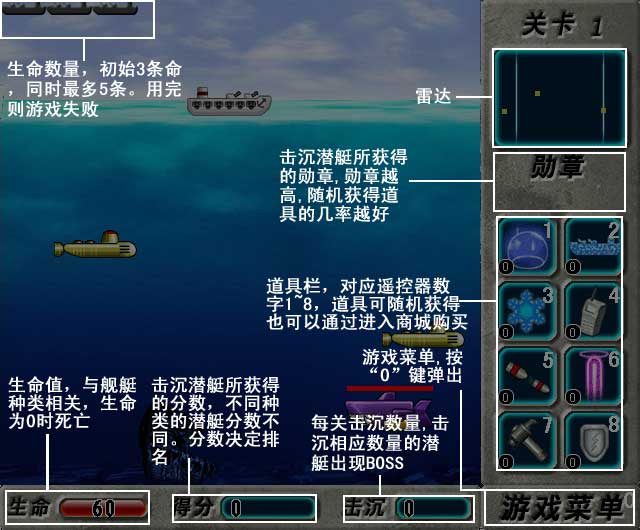 关卡 1
生命数量，初始3条命
，同时最多5条。用完
则游戏失败
雷达
击沉潜艇所获得
的勋章,勋章越
高,随机获得道
具的几率越好
勋章
1
2
0
0
道具栏，对应遥控器数
字1~8，道具可随机获得
也可以通过进入商城购买
3
4
0
0
游戏菜单,按
“0”键弹出
5
6
0
0
生命值，与舰艇
种类相关，生命
为0时死亡
击沉潜艇所获得
的分数，不同种
类的潜艇分数不
同。分数决定排
名
每关击沉数量,击
沉相应数量的潜
艇出现BOSS
7
8
0
0
生命 60
得分 0
击沉 0
游戏菜单 0